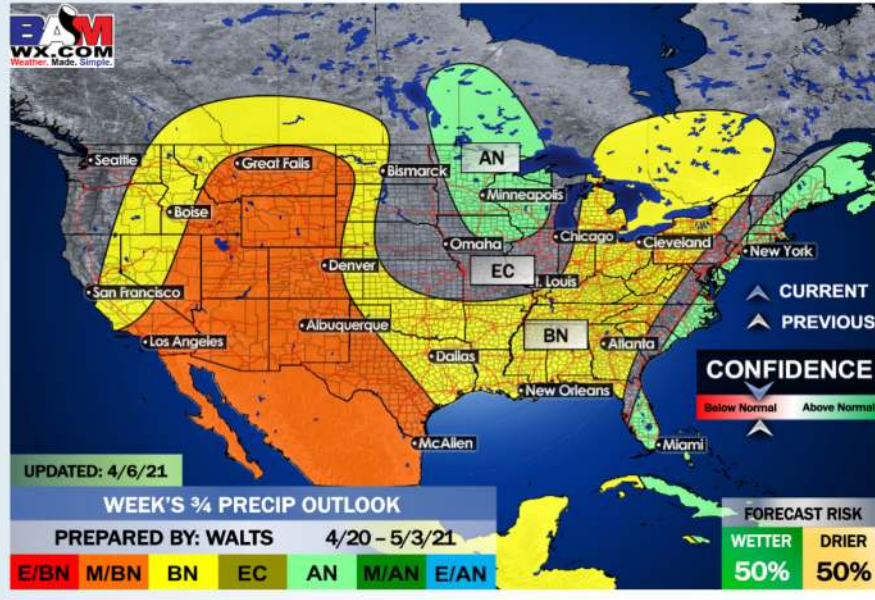 BAM
WX.COM
Weather. Made. Simple.
Seattle
Great Falls
Bismarck
AN
Minneapolis
Boise
Omaha
Chicago
Cleveland
New York
San Francisco
Denver
EC
t. Louis
CURRENT
PREVIOUS
Los Angeles
Albuquerque
BN
Atlanta
Dallas
CONFIDENCE
Below Normal Above Normal
New Orleans
McAllen
Miami
UPDATED: 4/6/21
WEEK'S ¾ PRECIP OUTLOOK
PREPARED BY: WALTS 4/20 – 5/3/21
E/BN M/BN BN EC AN M/AN E/AN
FORECAST RISK
WETTER DRIER
50% 50%